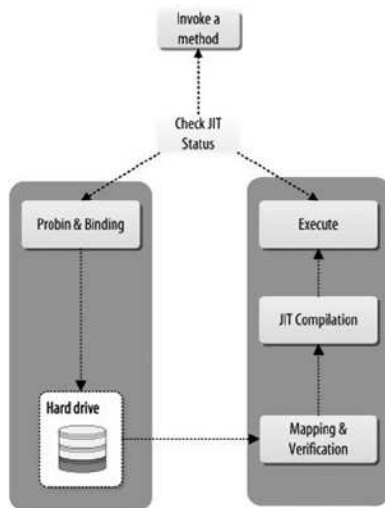 Invoke a
method
Check JIT
Status
Probin & Binding
Execute
JIT Compilation
Hard drive
Mapping &
Verification